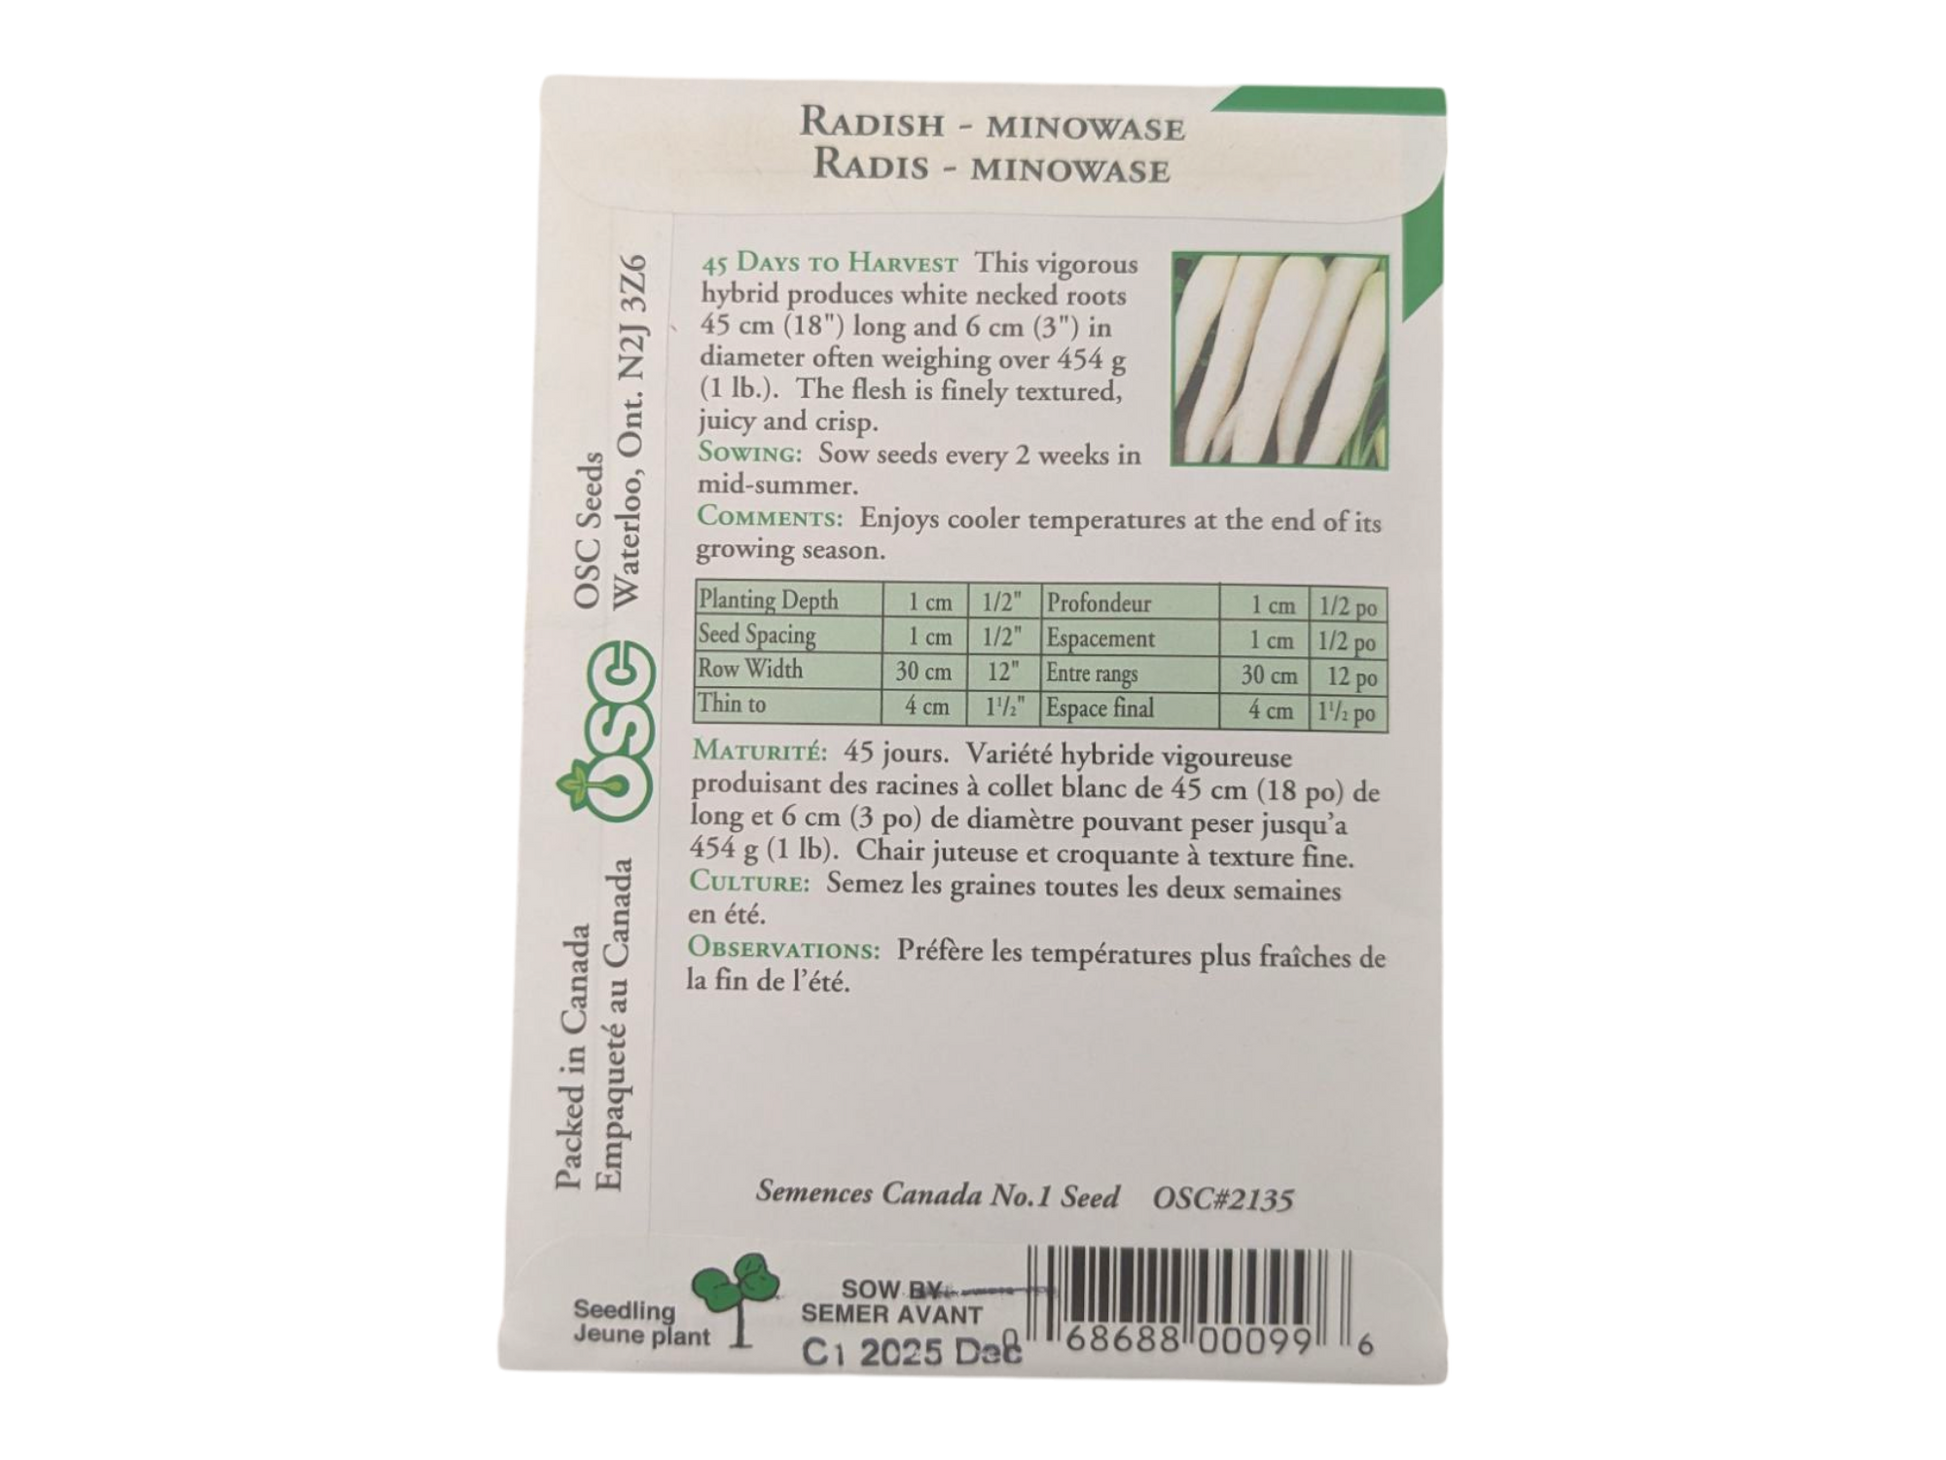 RADISH - MINOWASE
RADIS - MINOWASE
45 DAYS TO HARVEST This vigorous
hybrid produces white necked roots
45 cm (18") long and 6 cm (3") in
diameter often weighing over 454 g
(1 lb.). The flesh is finely textured,
juicy and crisp.
SOWING: Sow seeds every 2 weeks in
mid-summer.
COMMENTS: Enjoys cooler temperatures at the end of its
growing season.
Planting Depth 1 cm 1/2" Profondeur 1 cm 1/2 po
Seed Spacing 1 cm 1/2" Espacement 1 cm 1/2 po
Row Width 30 cm 12" Entre rangs 30 cm 12 po
Thin to 4 cm 1 1/2" Espace final 4 cm 1 1/2 po
MATURITÉ: 45 jours. Variété hybride vigoureuse
produisant des racines à collet blanc de 45 cm (18 po) de
long et 6 cm (3 po) de diamètre pouvant peser jusqu'a
454 g (1 lb). Chair juteuse et croquante à texture fine.
CULTURE: Semez les graines toutes les deux semaines
en été.
OBSERVATIONS: Préfère les températures plus fraîches de
la fin de l'été.
Semences Canada No.1 Seed OSC#2135
OSC Seeds
Waterloo, Ont. N2J 3Z6
OSC
Packed in Canada
Empaqueté au Canada
Seedling
Jeune plant
SOW BY
SEMER AVANT
C1 2025 Dec
0 68688 00099 6